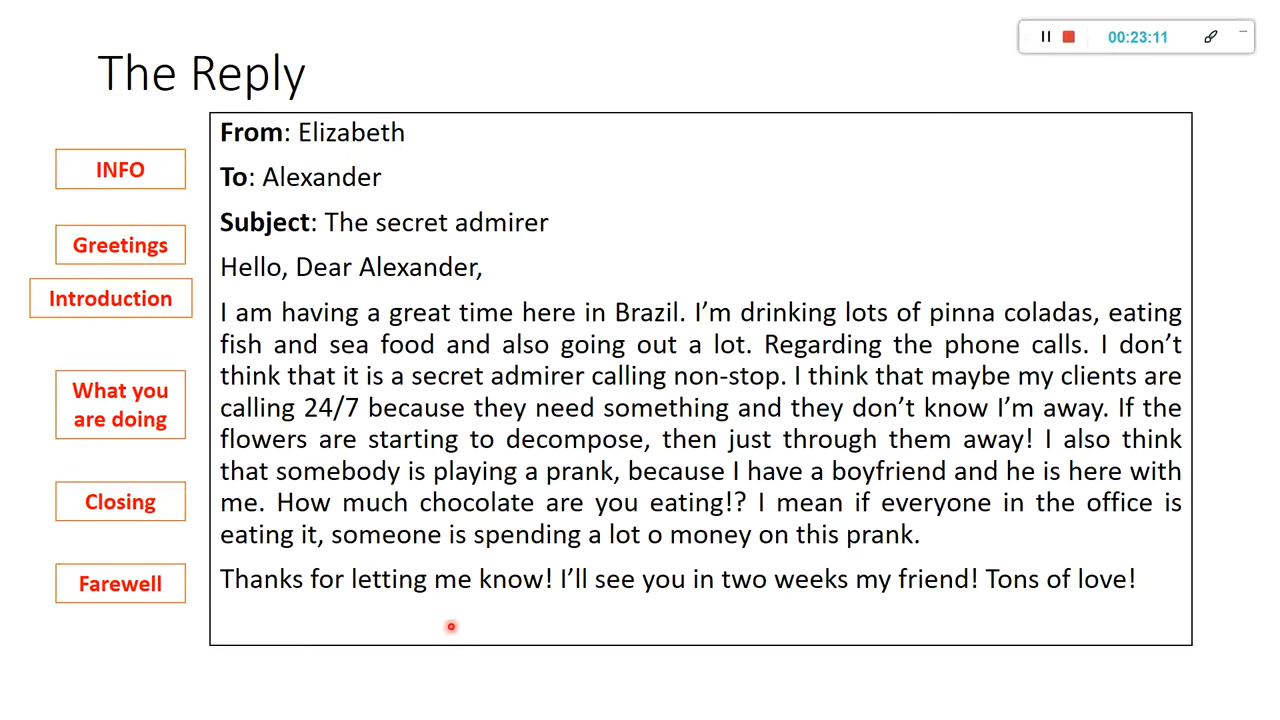 00:23:11
The Reply
INFO
Greetings
Introduction
What you
are doing
Closing
Farewell
From: Elizabeth
To: Alexander
Subject: The secret admirer
Hello, Dear Alexander,
I am having a great time here in Brazil. I’m drinking lots of pinna coladas, eating
fish and sea food and also going out a lot. Regarding the phone calls. I don’t
think that it is a secret admirer calling non-stop. I think that maybe my clients are
calling 24/7 because they need something and they don’t know I’m away. If the
flowers are starting to decompose, then just through them away! I also think
that somebody is playing a prank, because I have a boyfriend and he is here with
me. How much chocolate are you eating!? I mean if everyone in the office is
eating it, someone is spending a lot o money on this prank.
Thanks for letting me know! I’ll see you in two weeks my friend! Tons of love!